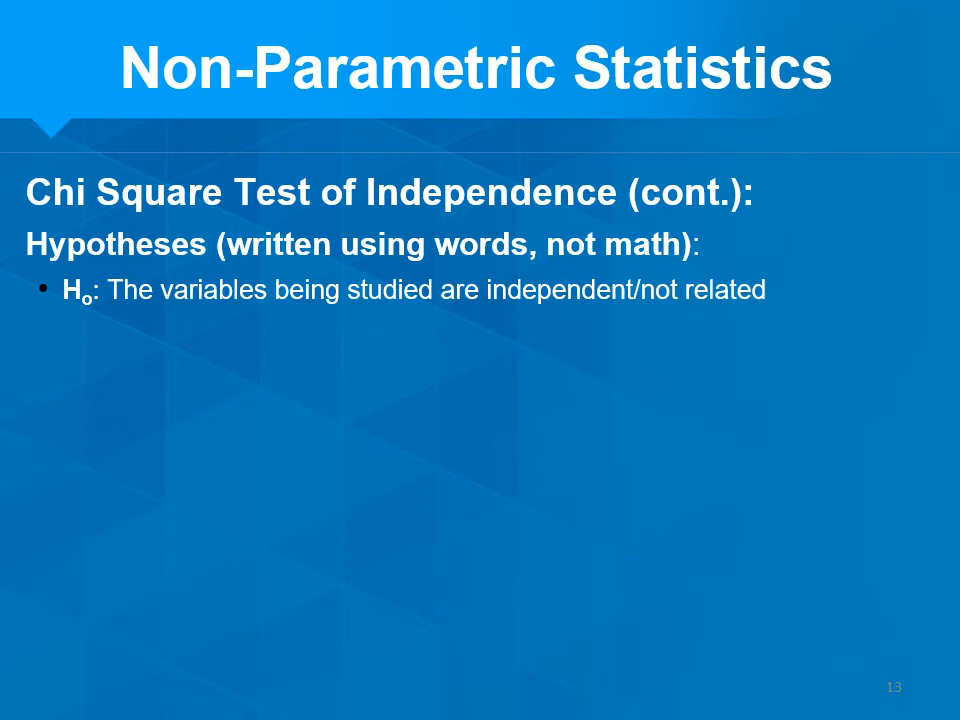 Non-Parametric Statistics
Chi Square Test of Independence (cont.):
Hypotheses (written using words, not math):
• Ho: The variables being studied are independent/not related
13